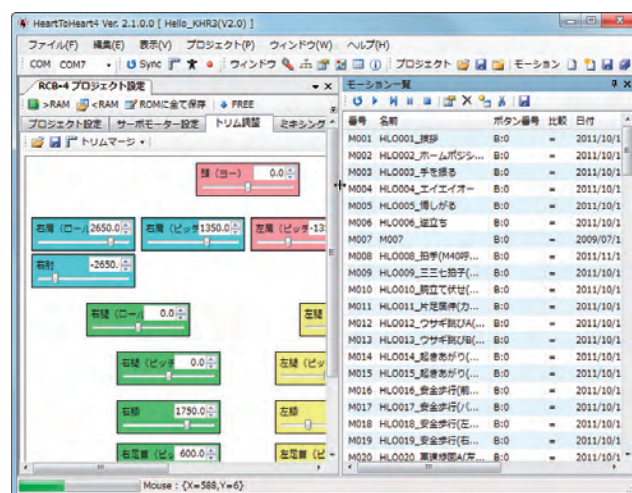 HeartToHeart4 Ver. 2.1.0.0 [ Hello_KHR3(V2.0) ]
ファイル(F) 編集(E) 表示(V) プロジェクト(P) ウィンドウ(W) ヘルプ(H)
COM COM7 Sync ウィンドウ プロジェクト モーション
RCB-4 プロジェクト設定
>RAM <RAM ROMに全て保存 FREE
プロジェクト設定 サーボモーター設定 トリム調整 ミキシング
トリムマージ
頭 (ヨー) 0.0
右肩 (ロール 2650.0 右肩 (ピッチ 1350.0 左肩 (ピッチ -13
右肘 -2650.
右腿 (ロール 0.0 左腿
右腿 (ピッチ 0.0 左腿 (ピッ
右膝 1750.0 左膝
右足首 (ピッ 600.0 左足首 (ピ
モーション一覧
番号 名前 ボタン番号 比較 日付
M001 HLO001_挨拶 B:0 = 2011/10/1
M002 HLO002_ホームポジシ... B:0 = 2011/10/1
M003 HLO003_手を振る B:0 = 2011/10/1
M004 HLO004_エイエイオー B:0 = 2011/10/1
M005 HLO005_悔しがる B:0 = 2011/10/1
M006 HLO006_逆立ち B:0 = 2011/10/1
M007 M007 B:0 = 2009/07/1
M008 HLO008_拍手(M40呼... B:0 = 2011/11/1
M009 HLO009_三三七拍子(... B:0 = 2011/10/1
M010 HLO010_腕立て伏せ(... B:0 = 2011/10/1
M011 HLO011_片足屈伸(カ... B:0 = 2011/10/1
M012 HLO012_ウサギ跳びA(... B:0 = 2011/10/1
M013 HLO013_ウサギ跳びB(... B:0 = 2011/10/1
M014 HLO014_起きあがり(... B:0 = 2011/10/1
M015 HLO015_起きあがり(... B:0 = 2011/10/1
M016 HLO016_安全歩行(前... B:0 = 2011/10/1
M017 HLO017_安全歩行(バ... B:0 = 2011/10/1
M018 HLO018_安全歩行(左... B:0 = 2011/10/1
M019 HLO019_安全歩行(右... B:0 = 2011/10/1
M020 HLO020_高速旋回A(左... B:0 = 2011/10/1
Mouse : {X=588,Y=6}